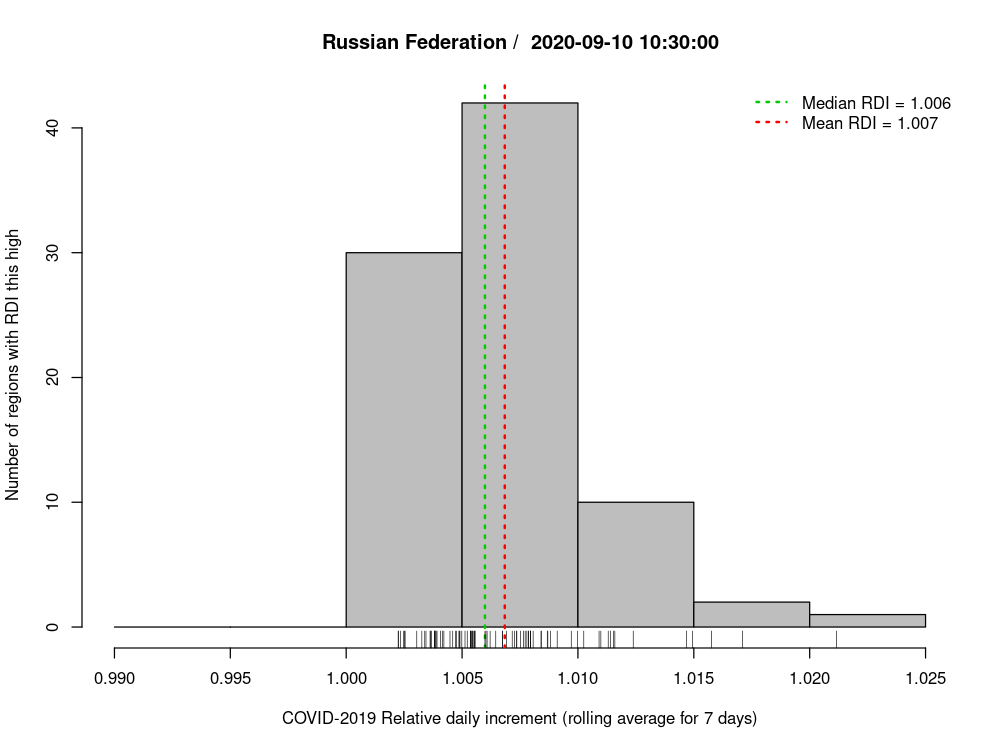 Russian Federation /  2020-09-10 10:30:00
Median RDI = 1.006
Mean RDI = 1.007
Number of regions with RDI this high
40
30
20
10
0
0.990 0.995 1.000 1.005 1.010 1.015 1.020 1.025
COVID-2019 Relative daily increment (rolling average for 7 days)